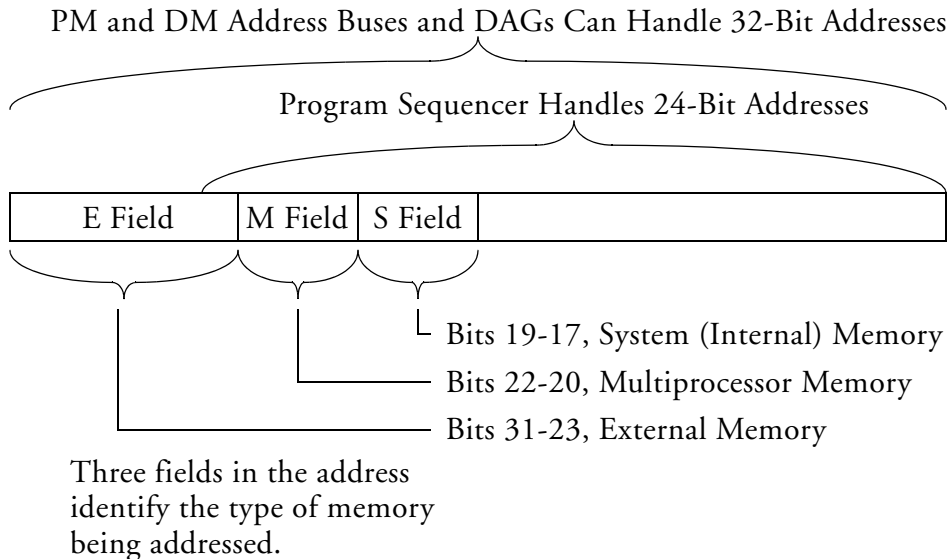 PM and DM Address Buses and DAGs Can Handle 32-Bit Addresses
Program Sequencer Handles 24-Bit Addresses
E Field
M Field
S Field
Bits 19-17, System (Internal) Memory
Bits 22-20, Multiprocessor Memory
Bits 31-23, External Memory
Three fields in the address
identify the type of memory
being addressed.